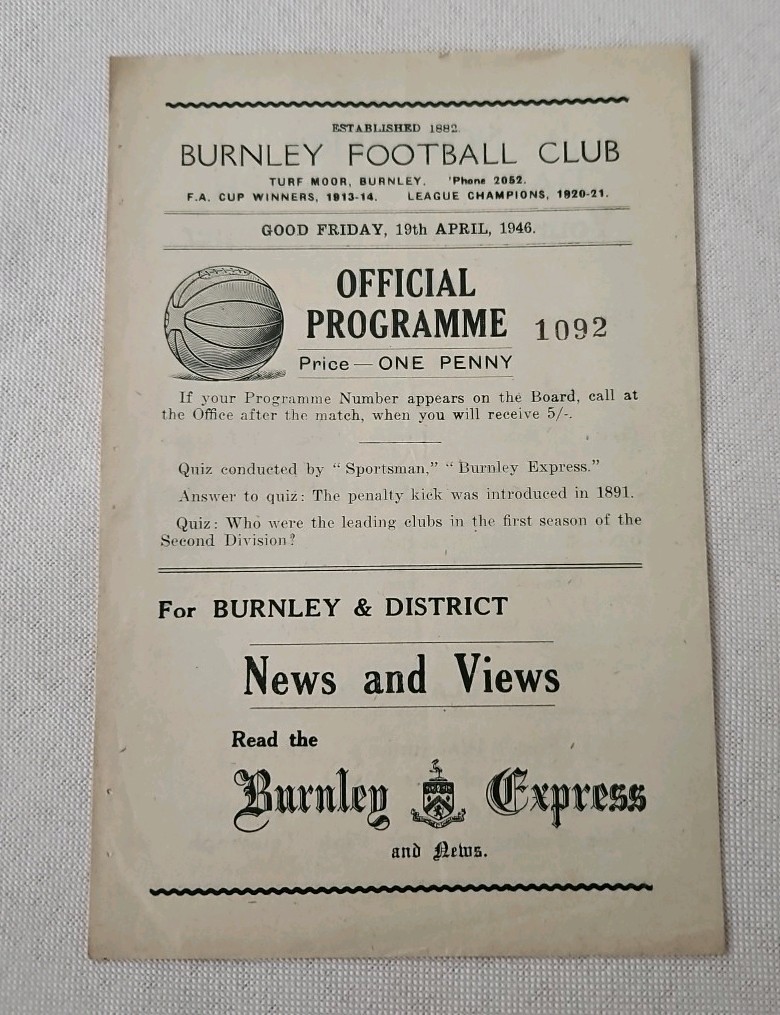 ESTABLISHED 1882.
BURNLEY FOOTBALL CLUB
TURF MOOR, BURNLEY. 'Phone 2052.
F.A. CUP WINNERS, 1913-14. LEAGUE CHAMPIONS, 1920-21.
GOOD FRIDAY, 19th APRIL, 1946.
OFFICIAL
PROGRAMME 1092
Price — ONE PENNY
If your Programme Number appears on the Board, call at
the Office after the match, when you will receive 5/-.
Quiz conducted by "Sportsman," "Burnley Express."
Answer to quiz: The penalty kick was introduced in 1891.
Quiz: Who were the leading clubs in the first season of the
Second Division?
For BURNLEY & DISTRICT
News and Views
Read the
Burnley Express
and News.